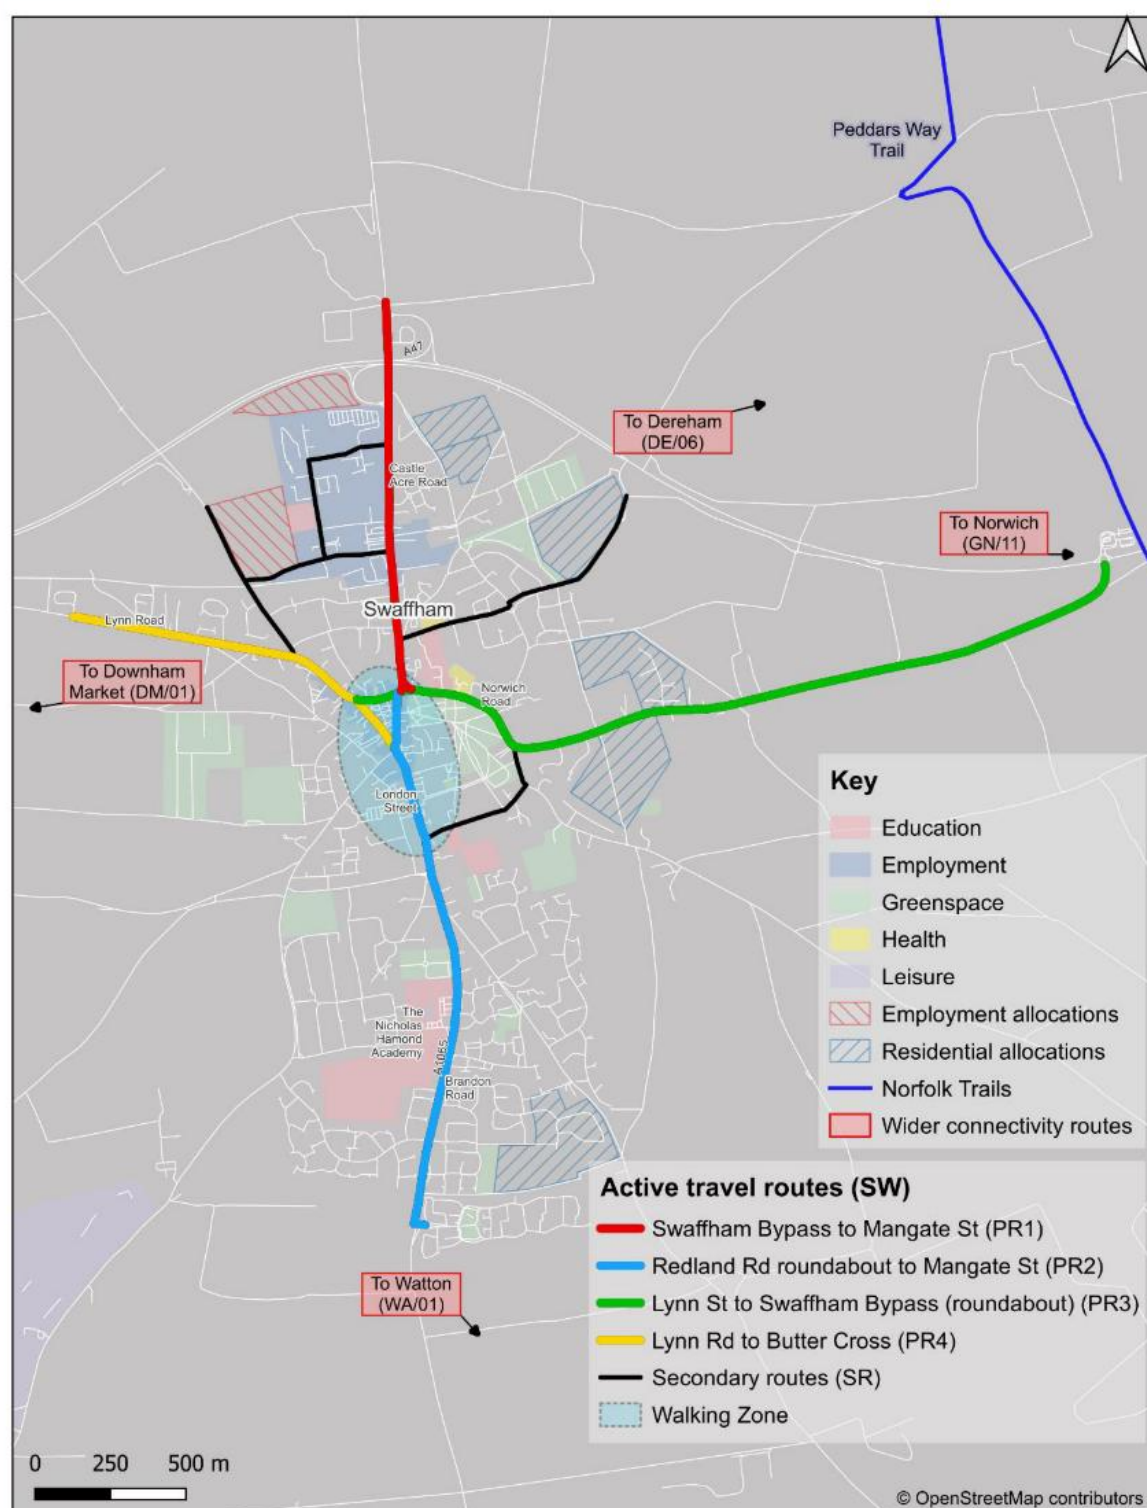 Peddars Way
Trail
A47
To Dereham
(DE/06)
Castle
Acre Road
To Norwich
(GN/11)
Swaffham
Lynn Road
To Downham
Market (DM/01)
Norwich
Road
London
Street
The
Nicholas
Hamond
Academy
A1065
Brandon
Road
To Watton
(WA/01)
Key
Education
Employment
Greenspace
Health
Leisure
Employment allocations
Residential allocations
Norfolk Trails
Wider connectivity routes
Active travel routes (SW)
Swaffham Bypass to Mangate St (PR1)
Redland Rd roundabout to Mangate St (PR2)
Lynn St to Swaffham Bypass (roundabout) (PR3)
Lynn Rd to Butter Cross (PR4)
Secondary routes (SR)
Walking Zone
0 250 500 m
© OpenStreetMap contributors